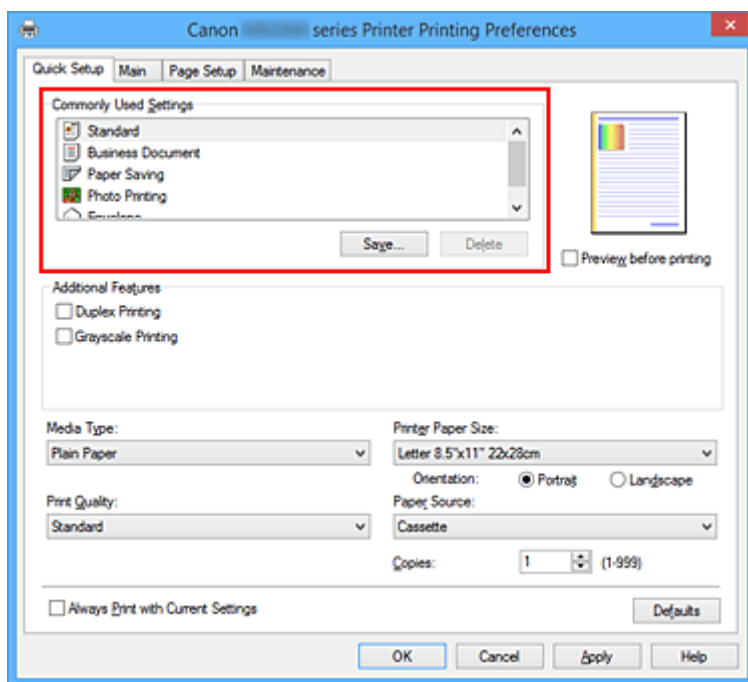 Canon series Printer Printing Preferences
Quick Setup Main Page Setup Maintenance
Commonly Used Settings
Standard
Business Document
Paper Saving
Photo Printing
Envelope
Save... Delete
Preview before printing
Additional Features
Duplex Printing
Grayscale Printing
Media Type: Printer Paper Size:
Plain Paper Letter 8.5"x11" 22x28cm
Orientation: Portrait Landscape
Print Quality: Paper Source:
Standard Cassette
Copies: 1 (1-999)
Always Print with Current Settings Defaults
OK Cancel Apply Help